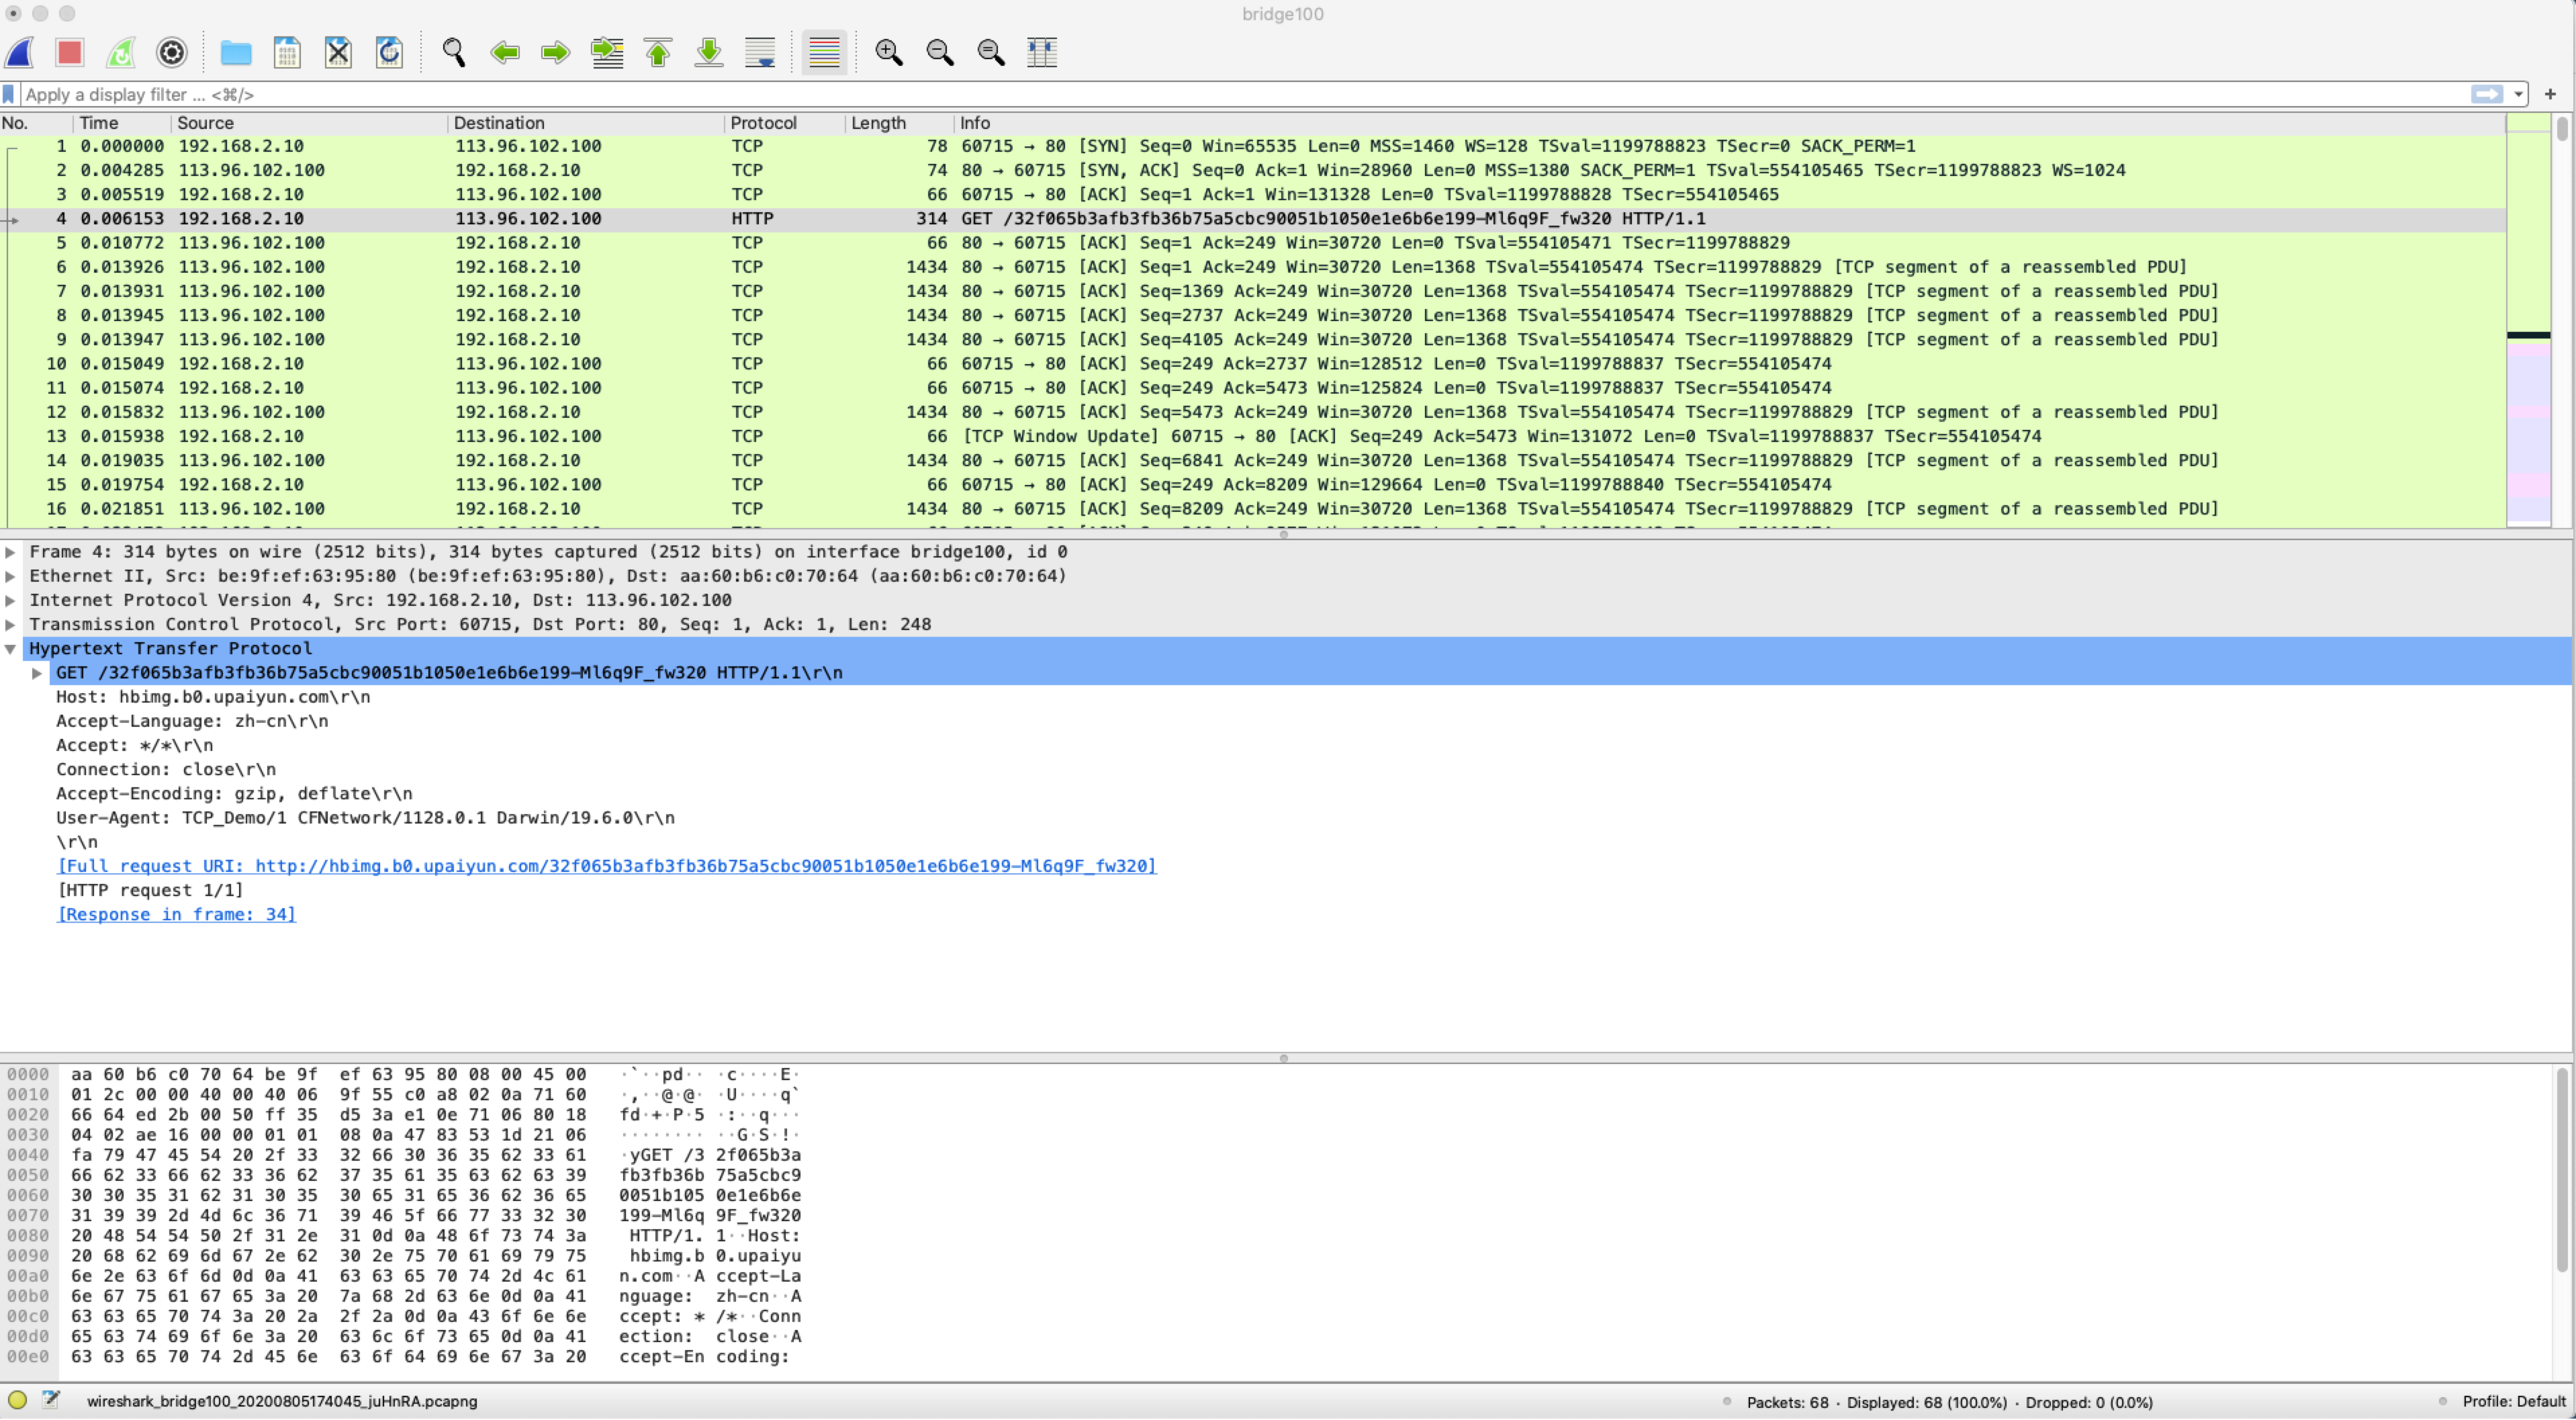 bridge100
Apply a display filter ... <⌘/>
No. Time Source Destination Protocol Length Info
1 0.000000 192.168.2.10 113.96.102.100 TCP 78 60715 → 80 [SYN] Seq=0 Win=65535 Len=0 MSS=1460 WS=128 TSval=1199788823 TSecr=0 SACK_PERM=1
2 0.004285 113.96.102.100 192.168.2.10 TCP 74 80 → 60715 [SYN, ACK] Seq=0 Ack=1 Win=28960 Len=0 MSS=1380 SACK_PERM=1 TSval=554105465 TSecr=1199788823 WS=1024
3 0.005519 192.168.2.10 113.96.102.100 TCP 66 60715 → 80 [ACK] Seq=1 Ack=1 Win=131328 Len=0 TSval=1199788828 TSecr=554105465
4 0.006153 192.168.2.10 113.96.102.100 HTTP 314 GET /32f065b3afb3fb36b75a5cbc90051b1050e1e6b6e199-Ml6q9F_fw320 HTTP/1.1
5 0.010772 113.96.102.100 192.168.2.10 TCP 66 80 → 60715 [ACK] Seq=1 Ack=249 Win=30720 Len=0 TSval=554105471 TSecr=1199788829
6 0.013926 113.96.102.100 192.168.2.10 TCP 1434 80 → 60715 [ACK] Seq=1 Ack=249 Win=30720 Len=1368 TSval=554105474 TSecr=1199788829 [TCP segment of a reassembled PDU]
7 0.013931 113.96.102.100 192.168.2.10 TCP 1434 80 → 60715 [ACK] Seq=1369 Ack=249 Win=30720 Len=1368 TSval=554105474 TSecr=1199788829 [TCP segment of a reassembled PDU]
8 0.013945 113.96.102.100 192.168.2.10 TCP 1434 80 → 60715 [ACK] Seq=2737 Ack=249 Win=30720 Len=1368 TSval=554105474 TSecr=1199788829 [TCP segment of a reassembled PDU]
9 0.013947 113.96.102.100 192.168.2.10 TCP 1434 80 → 60715 [ACK] Seq=4105 Ack=249 Win=30720 Len=1368 TSval=554105474 TSecr=1199788829 [TCP segment of a reassembled PDU]
10 0.015049 192.168.2.10 113.96.102.100 TCP 66 60715 → 80 [ACK] Seq=249 Ack=2737 Win=128512 Len=0 TSval=1199788837 TSecr=554105474
11 0.015074 192.168.2.10 113.96.102.100 TCP 66 60715 → 80 [ACK] Seq=249 Ack=5473 Win=125824 Len=0 TSval=1199788837 TSecr=554105474
12 0.015832 113.96.102.100 192.168.2.10 TCP 1434 80 → 60715 [ACK] Seq=5473 Ack=249 Win=30720 Len=1368 TSval=554105474 TSecr=1199788829 [TCP segment of a reassembled PDU]
13 0.015938 192.168.2.10 113.96.102.100 TCP 66 [TCP Window Update] 60715 → 80 [ACK] Seq=249 Ack=5473 Win=131072 Len=0 TSval=1199788837 TSecr=554105474
14 0.019035 113.96.102.100 192.168.2.10 TCP 1434 80 → 60715 [ACK] Seq=6841 Ack=249 Win=30720 Len=1368 TSval=554105474 TSecr=1199788829 [TCP segment of a reassembled PDU]
15 0.019754 192.168.2.10 113.96.102.100 TCP 66 60715 → 80 [ACK] Seq=249 Ack=8209 Win=129664 Len=0 TSval=1199788840 TSecr=554105474
16 0.021851 113.96.102.100 192.168.2.10 TCP 1434 80 → 60715 [ACK] Seq=8209 Ack=249 Win=30720 Len=1368 TSval=554105474 TSecr=1199788829 [TCP segment of a reassembled PDU]
Frame 4: 314 bytes on wire (2512 bits), 314 bytes captured (2512 bits) on interface bridge100, id 0
Ethernet II, Src: be:9f:ef:63:95:80 (be:9f:ef:63:95:80), Dst: aa:60:b6:c0:70:64 (aa:60:b6:c0:70:64)
Internet Protocol Version 4, Src: 192.168.2.10, Dst: 113.96.102.100
Transmission Control Protocol, Src Port: 60715, Dst Port: 80, Seq: 1, Ack: 1, Len: 248
Hypertext Transfer Protocol
GET /32f065b3afb3fb36b75a5cbc90051b1050e1e6b6e199-Ml6q9F_fw320 HTTP/1.1\r\n
Host: hbimg.b0.upaiyun.com\r\n
Accept-Language: zh-cn\r\n
Accept: */*\r\n
Connection: close\r\n
Accept-Encoding: gzip, deflate\r\n
User-Agent: TCP_Demo/1 CFNetwork/1128.0.1 Darwin/19.6.0\r\n
\r\n
[Full request URI: http://hbimg.b0.upaiyun.com/32f065b3afb3fb36b75a5cbc90051b1050e1e6b6e199-Ml6q9F_fw320]
[HTTP request 1/1]
[Response in frame: 34]
0000 aa 60 b6 c0 70 64 be 9f ef 63 95 80 08 00 45 00 ·`··pd·· ·c····E·
0010 01 2c 00 00 40 00 40 06 9f 55 c0 a8 02 0a 71 60 ·,··@·@· ·U····q`
0020 66 64 ed 2b 00 50 ff 35 d5 3a e1 0e 71 06 80 18 fd·+·P·5 ·:··q···
0030 04 02 ae 16 00 00 01 01 08 0a 47 83 53 1d 21 06 ········ ··G·S·!·
0040 fa 79 47 45 54 20 2f 33 32 66 30 36 35 62 33 61 ·yGET /3 2f065b3a
0050 66 62 33 66 62 33 36 62 37 35 61 35 63 62 63 39 fb3fb36b 75a5cbc9
0060 30 30 35 31 62 31 30 35 30 65 31 65 36 62 36 65 0051b105 0e1e6b6e
0070 31 39 39 2d 4d 6c 36 71 39 46 5f 66 77 33 32 30 199-Ml6q 9F_fw320
0080 20 48 54 54 50 2f 31 2e 31 0d 0a 48 6f 73 74 3a HTTP/1. 1··Host:
0090 20 68 62 69 6d 67 2e 62 30 2e 75 70 61 69 79 75 hbimg.b 0.upaiyu
00a0 6e 2e 63 6f 6d 0d 0a 41 63 63 65 70 74 2d 4c 61 n.com··A ccept-La
00b0 6e 67 75 61 67 65 3a 20 7a 68 2d 63 6e 0d 0a 41 nguage: zh-cn··A
00c0 63 63 65 70 74 3a 20 2a 2f 2a 0d 0a 43 6f 6e 6e ccept: * /*··Conn
00d0 65 63 74 69 6f 6e 3a 20 63 6c 6f 73 65 0d 0a 41 ection: close··A
00e0 63 63 65 70 74 2d 45 6e 63 6f 64 69 6e 67 3a 20 ccept-En coding:
wireshark_bridge100_20200805174045_juHnRA.pcapng Packets: 68 · Displayed: 68 (100.0%) · Dropped: 0 (0.0%) Profile: Default